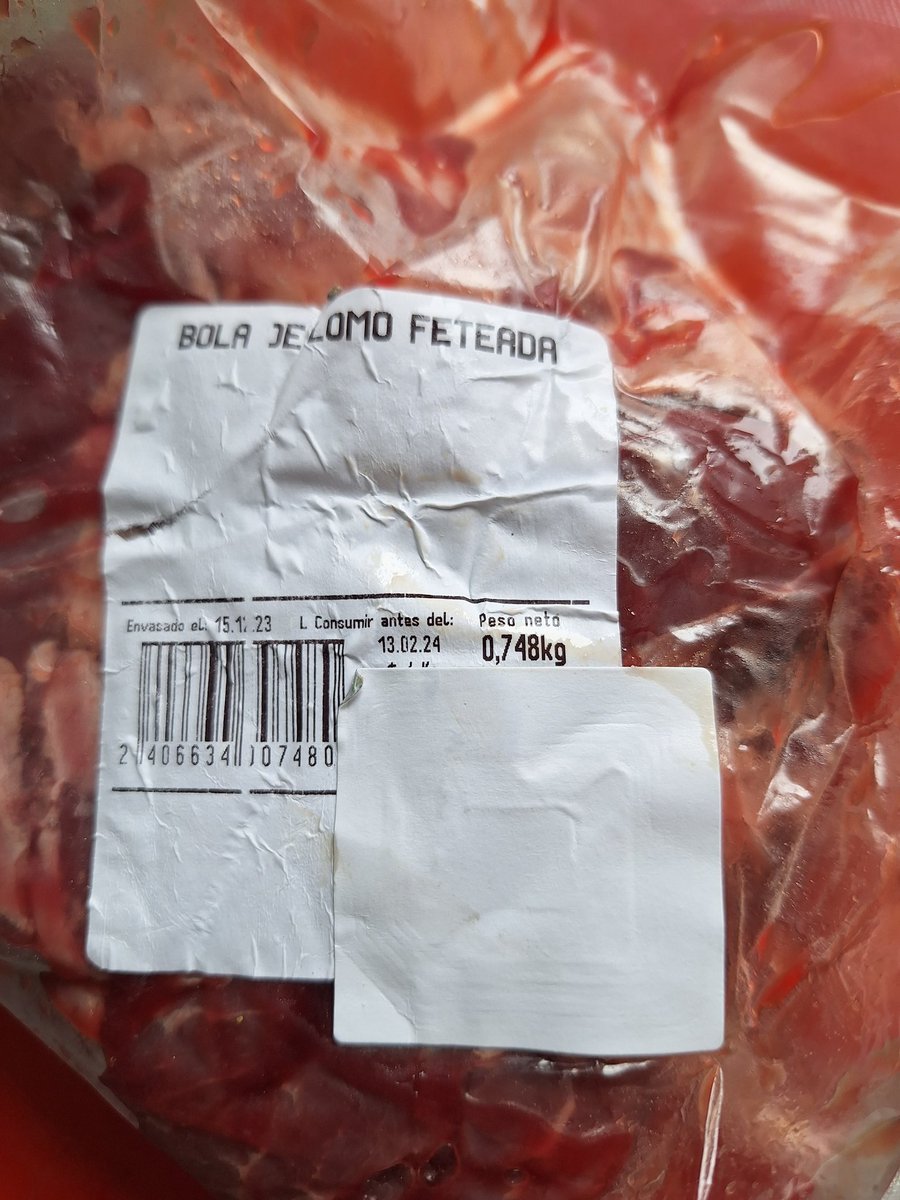 BOLA DE LOMO FETEADA
Envasado el: 15.12.23 L Consumir antes del: Peso neto
13.02.24 0,748kg
2 406634 007480